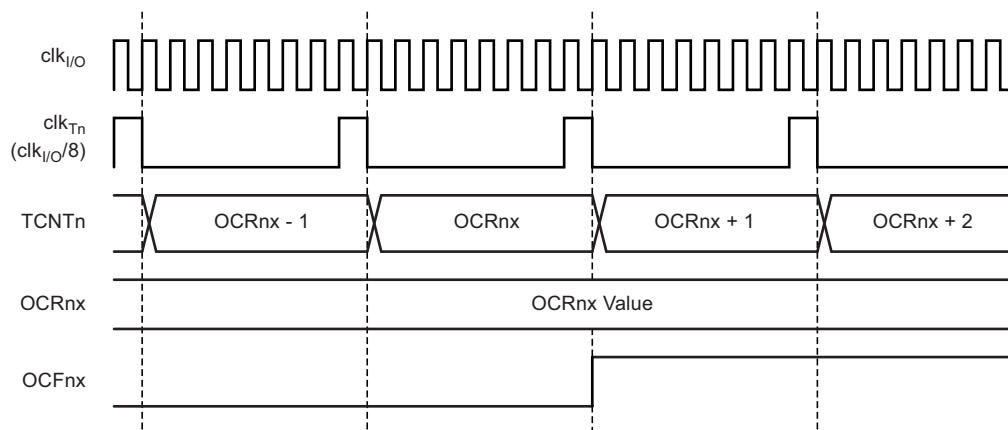 clkI/O
clkTn
(clkI/O/8)
TCNTn
OCRnx - 1
OCRnx
OCRnx + 1
OCRnx + 2
OCRnx
OCRnx Value
OCFnx